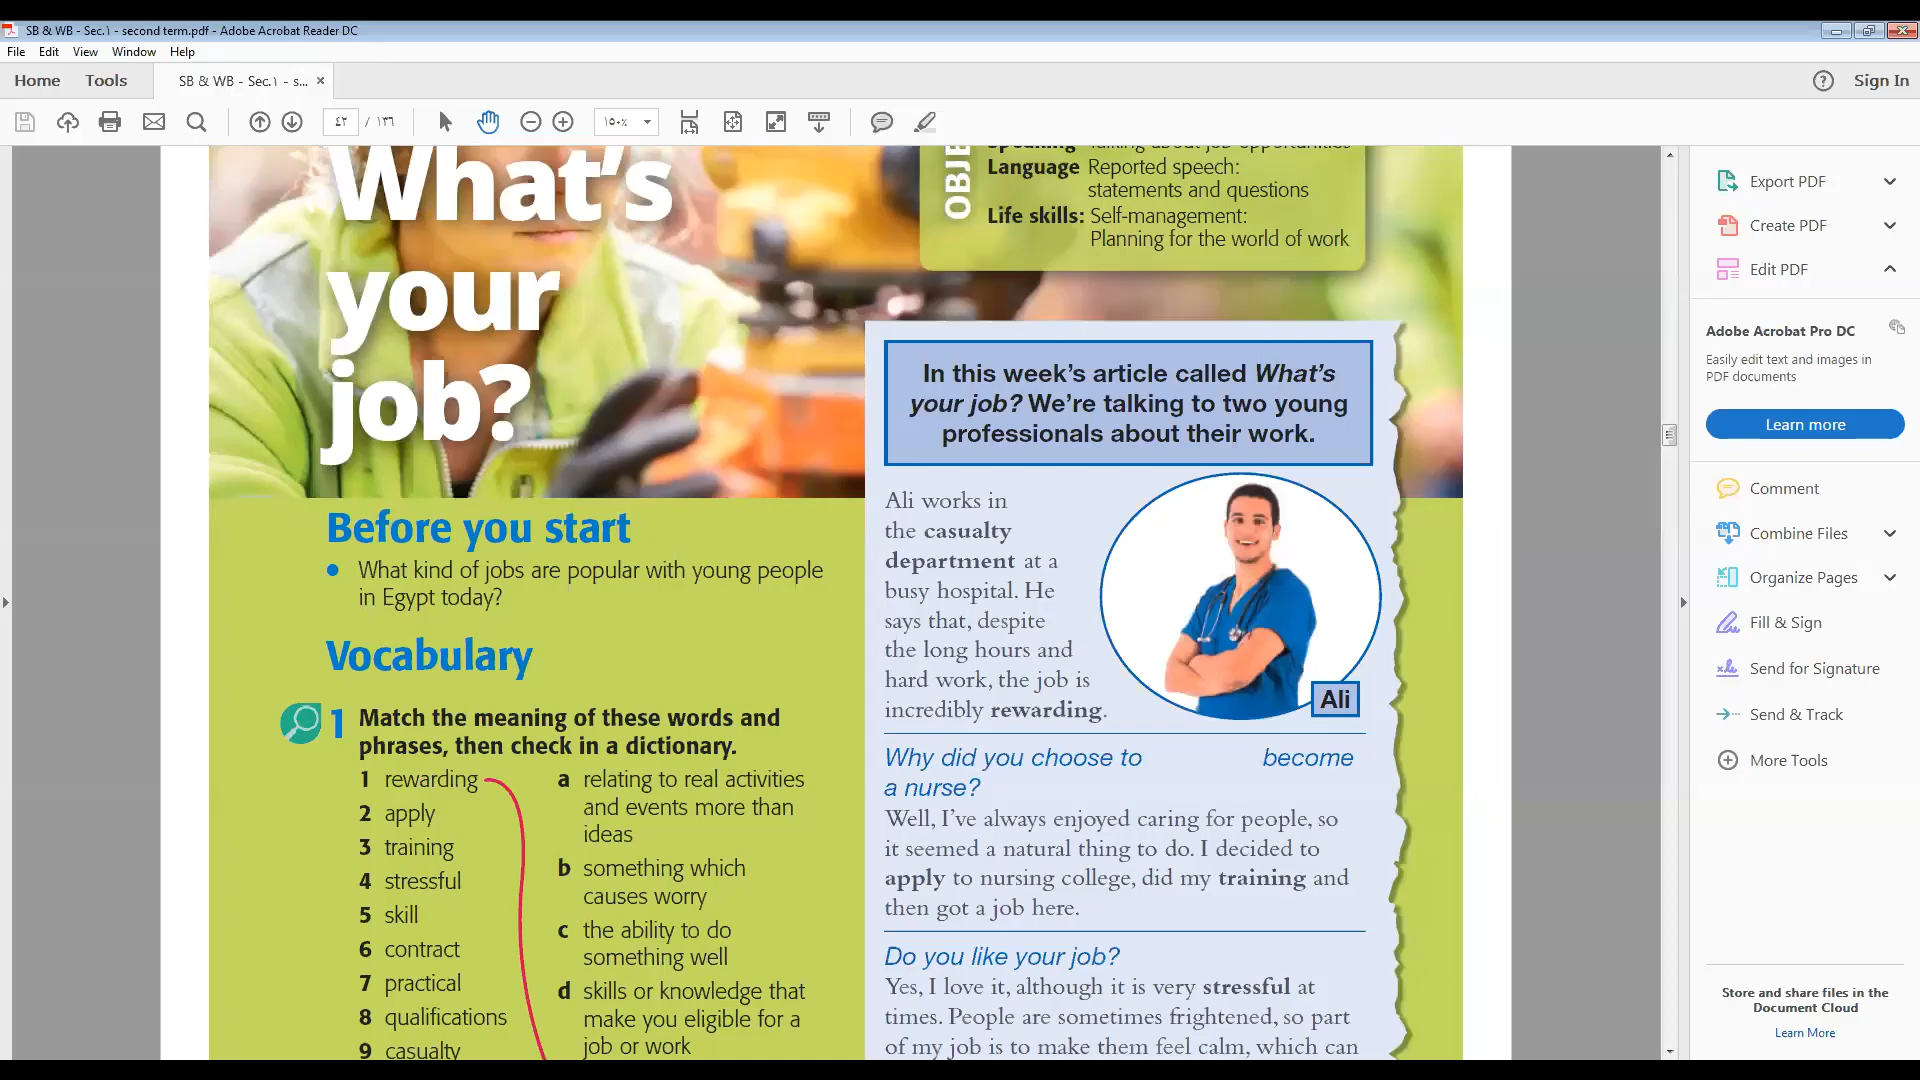 SB & WB - Sec.١ - second term.pdf - Adobe Acrobat Reader DC
File Edit View Window Help
Home Tools SB & WB - Sec.١ - s... × Sign In
٤٢ / ١٣٦ ١٥٠٪
What's
your
job?
OBJE
Speaking Talking about job opportunities
Language Reported speech:
statements and questions
Life skills: Self-management:
Planning for the world of work
Before you start
• What kind of jobs are popular with young people
in Egypt today?
Vocabulary
1 Match the meaning of these words and
phrases, then check in a dictionary.
1 rewarding
2 apply
3 training
4 stressful
5 skill
6 contract
7 practical
8 qualifications
9 casualty
a relating to real activities
and events more than
ideas
b something which
causes worry
c the ability to do
something well
d skills or knowledge that
make you eligible for a
job or work
In this week's article called What's
your job? We're talking to two young
professionals about their work.
Ali works in
the casualty
department at a
busy hospital. He
says that, despite
the long hours and
hard work, the job is
incredibly rewarding.
Ali
Why did you choose to become
a nurse?
Well, I've always enjoyed caring for people, so
it seemed a natural thing to do. I decided to
apply to nursing college, did my training and
then got a job here.
Do you like your job?
Yes, I love it, although it is very stressful at
times. People are sometimes frightened, so part
of my job is to make them feel calm, which can
Export PDF
Create PDF
Edit PDF
Adobe Acrobat Pro DC
Easily edit text and images in
PDF documents
Learn more
Comment
Combine Files
Organize Pages
Fill & Sign
Send for Signature
Send & Track
More Tools
Store and share files in the
Document Cloud
Learn More